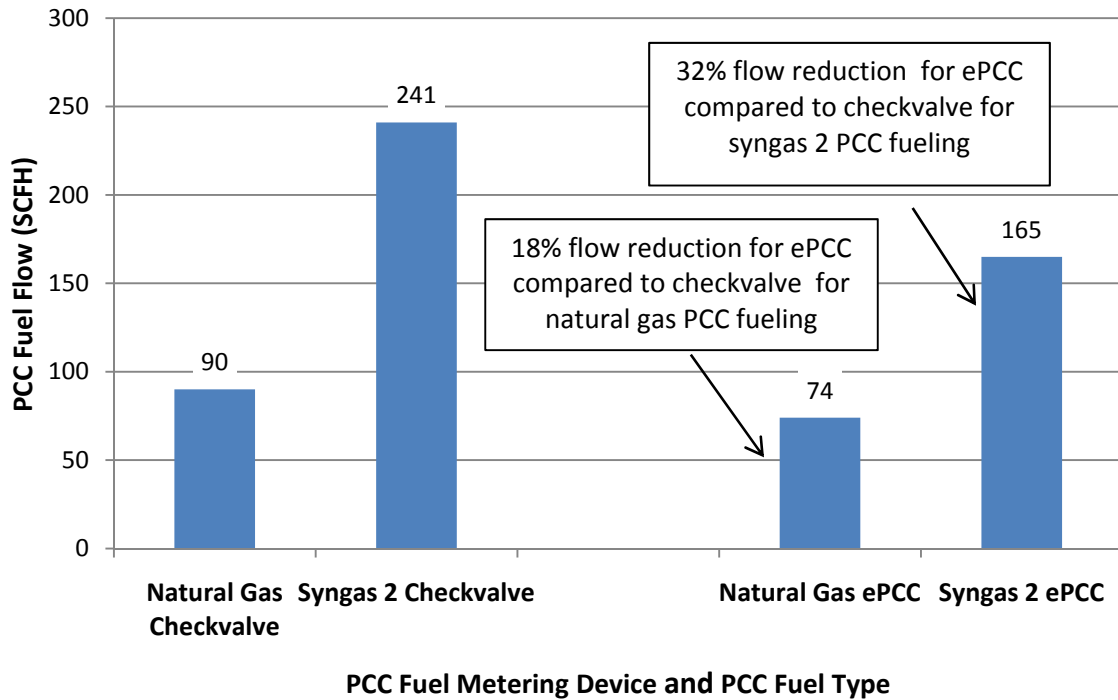 300
250
200
150
100
50
0
PCC Fuel Flow (SCFH)
90
241
74
165
32% flow reduction for ePCC
compared to checkvalve for
syngas 2 PCC fueling
18% flow reduction for ePCC
compared to checkvalve for
natural gas PCC fueling
Natural Gas
Checkvalve
Syngas 2 Checkvalve
Natural Gas ePCC
Syngas 2 ePCC
PCC Fuel Metering Device and PCC Fuel Type